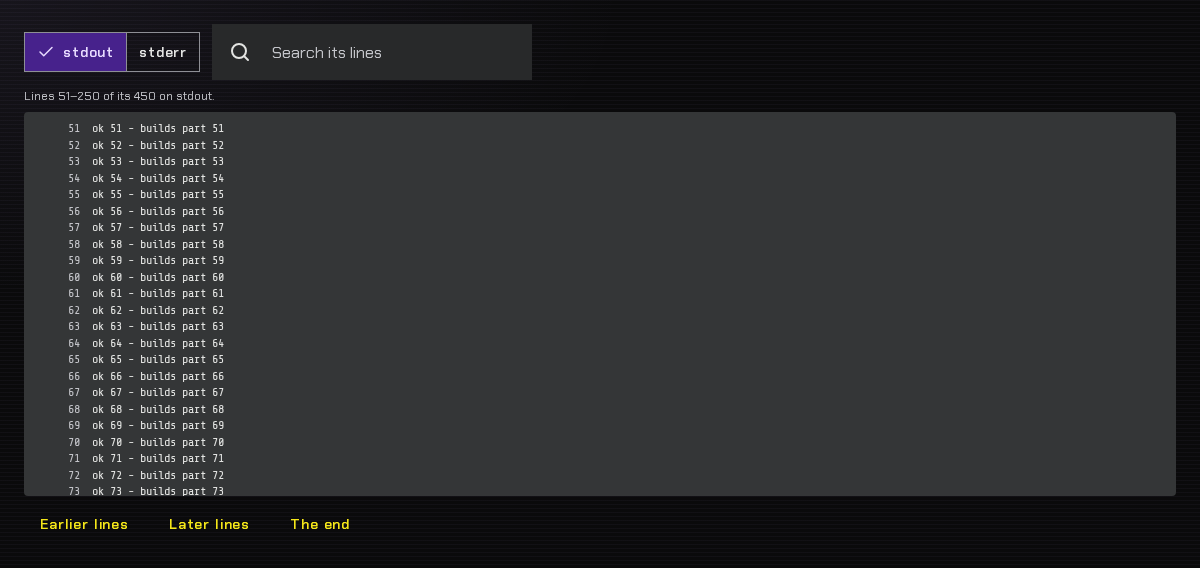 stdout stderr Search its lines
Lines 51–250 of its 450 on stdout.
51 ok 51 - builds part 51
52 ok 52 - builds part 52
53 ok 53 - builds part 53
54 ok 54 - builds part 54
55 ok 55 - builds part 55
56 ok 56 - builds part 56
57 ok 57 - builds part 57
58 ok 58 - builds part 58
59 ok 59 - builds part 59
60 ok 60 - builds part 60
61 ok 61 - builds part 61
62 ok 62 - builds part 62
63 ok 63 - builds part 63
64 ok 64 - builds part 64
65 ok 65 - builds part 65
66 ok 66 - builds part 66
67 ok 67 - builds part 67
68 ok 68 - builds part 68
69 ok 69 - builds part 69
70 ok 70 - builds part 70
71 ok 71 - builds part 71
72 ok 72 - builds part 72
73 ok 73 - builds part 73
Earlier lines Later lines The end